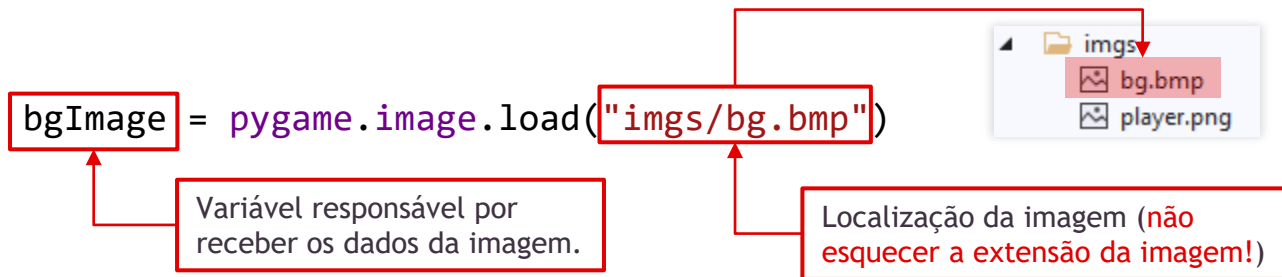 imgs
bg.bmp
player.png
bgImage = pygame.image.load("imgs/bg.bmp")
Variável responsável por
receber os dados da imagem.
Localização da imagem (não
esquecer a extensão da imagem!)